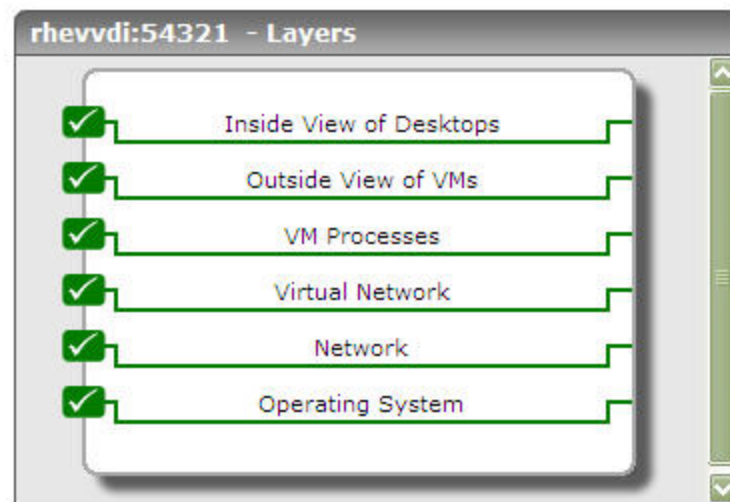 rhevvdi:54321 - Layers
Inside View of Desktops
Outside View of VMs
VM Processes
Virtual Network
Network
Operating System